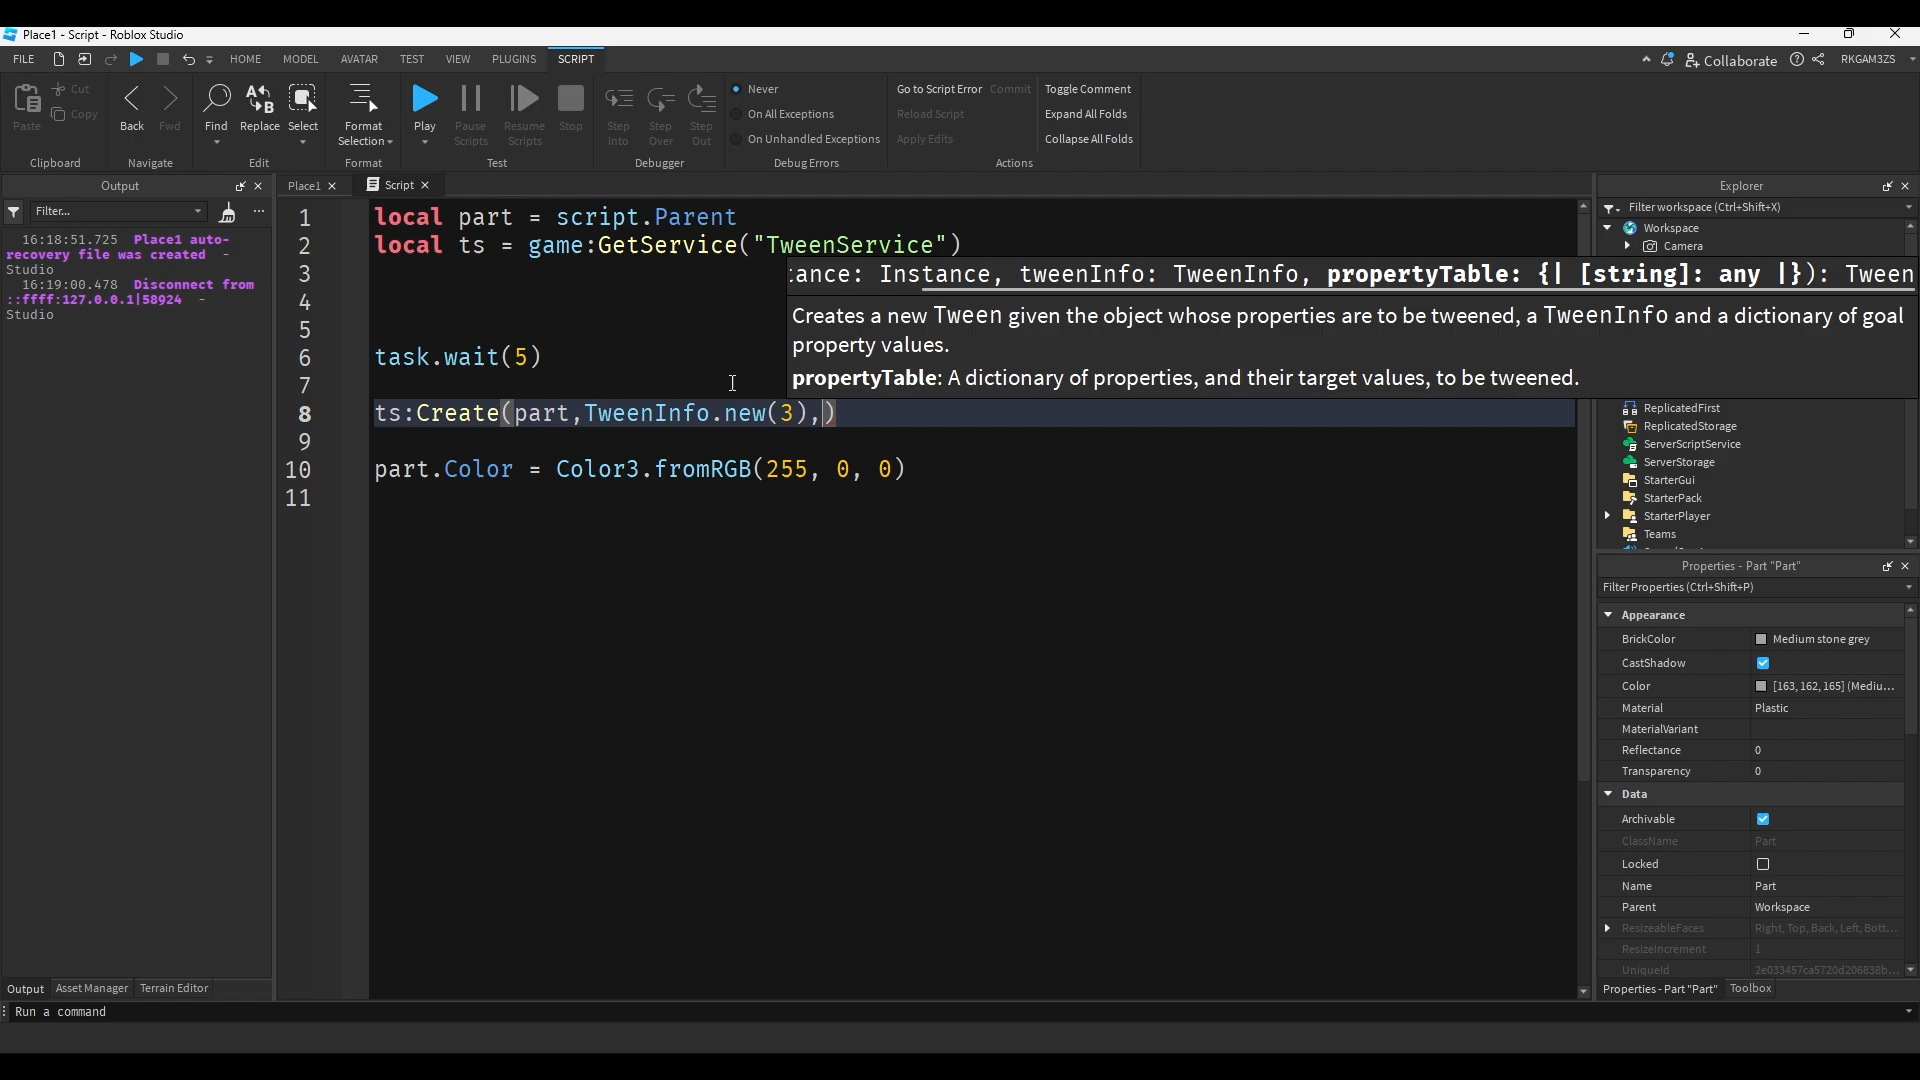 Place1 - Script - Roblox Studio
FILE HOME MODEL AVATAR TEST VIEW PLUGINS SCRIPT Collaborate RKGAM3ZS
Paste Cut Copy
Clipboard
Back Fwd
Navigate
Find Replace Select
Edit
Format
Selection
Format
Play Pause
Scripts Resume
Scripts Stop
Test
Step
Into Step
Over Step
Out
Debugger
Never
On All Exceptions
On Unhandled Exceptions
Debug Errors
Go to Script Error Commit
Reload Script
Apply Edits
Toggle Comment
Expand All Folds
Collapse All Folds
Actions
Output
Filter...
16:18:51.725 Place1 auto-
recovery file was created -
Studio
16:19:00.478 Disconnect from
::ffff:127.0.0.1|58924 -
Studio
Output Asset Manager Terrain Editor
Place1 Script
1 local part = script.Parent
2 local ts = game:GetService("TweenService")
3
4
5
6 task.wait(5)
7
8 ts:Create(part,TweenInfo.new(3),)
9
10 part.Color = Color3.fromRGB(255, 0, 0)
11
tance: Instance, tweenInfo: TweenInfo, propertyTable: {| [string]: any |}): Tween
Creates a new Tween given the object whose properties are to be tweened, a TweenInfo and a dictionary of goal
property values.
propertyTable: A dictionary of properties, and their target values, to be tweened.
Explorer
Filter workspace (Ctrl+Shift+X)
Workspace
Camera
ReplicatedFirst
ReplicatedStorage
ServerScriptService
ServerStorage
StarterGui
StarterPack
StarterPlayer
Teams
Properties - Part "Part"
Filter Properties (Ctrl+Shift+P)
Appearance
BrickColor Medium stone grey
CastShadow
Color [163, 162, 165] (Mediu...
Material Plastic
MaterialVariant
Reflectance 0
Transparency 0
Data
Archivable
ClassName Part
Locked
Name Part
Parent Workspace
ResizeableFaces Right, Top, Back, Left, Bott...
ResizeIncrement 1
UniqueId 2e033457ca5720d206838b...
Properties - Part "Part" Toolbox
Run a command